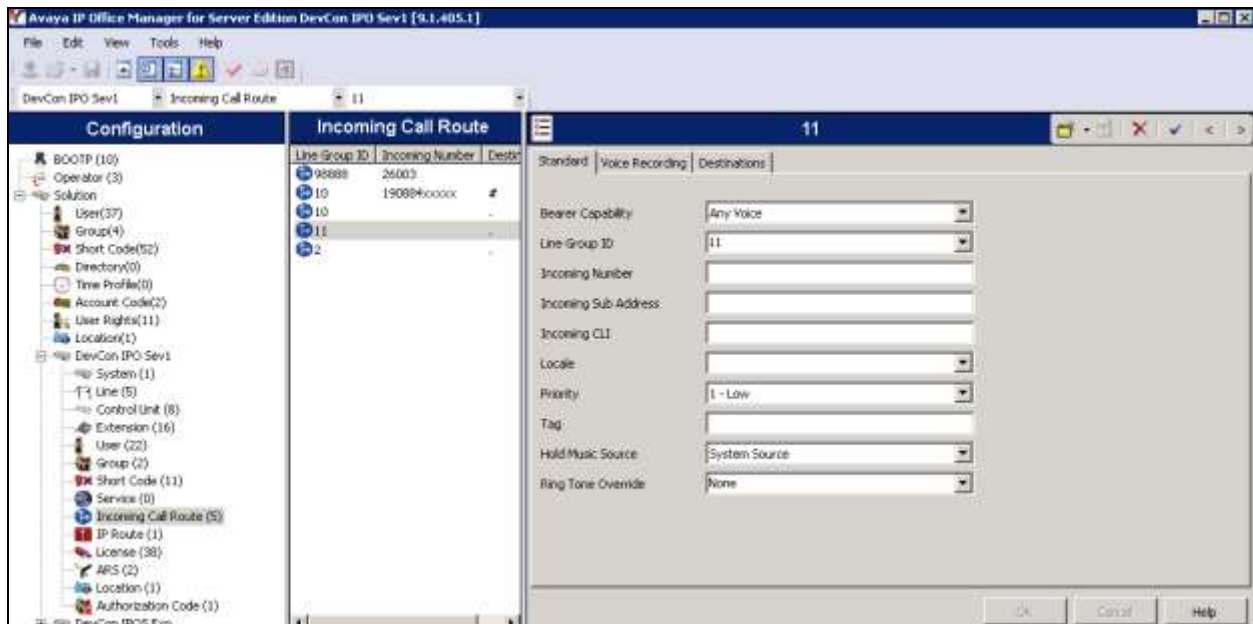 Avaya IP Office Manager for Server Edition DevCon IPO Sev1 [9.1.405.1]
File Edit View Tools Help
DevCon IPO Sev1 Incoming Call Route 11
Configuration
BOOTP (10)
Operator (3)
Solution
User(37)
Group(4)
Short Code(52)
Directory(0)
Time Profile(0)
Account Code(2)
User Rights(11)
Location(1)
DevCon IPO Sev1
System (1)
Line (5)
Control Unit (8)
Extension (16)
User (22)
Group (2)
Short Code (11)
Service (0)
Incoming Call Route (5)
IP Route (1)
License (38)
ARS (2)
Location (1)
Authorization Code (1)
DevCon IPOS Exp
Incoming Call Route
Line Group ID Incoming Number Destin
98888 26003
10 #
10 .
11 .
2 .
11
Standard Voice Recording Destinations
Bearer Capability Any Voice
Line Group ID 11
Incoming Number
Incoming Sub Address
Incoming CLI
Locale
Priority 1 - Low
Tag
Hold Music Source System Source
Ring Tone Override None
OK Cancel Help